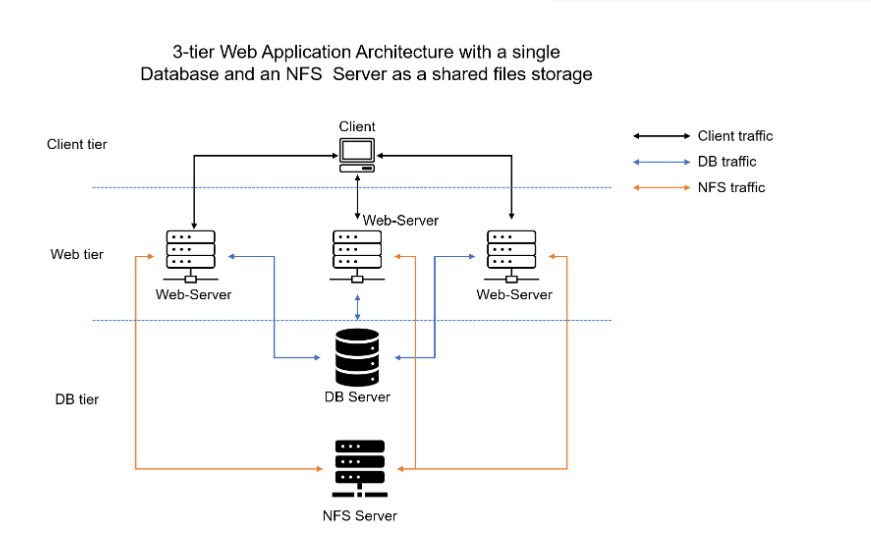 3-tier Web Application Architecture with a single
Database and an NFS Server as a shared files storage
Client
Client tier
Client traffic
DB traffic
NFS traffic
Web-Server
Web tier
Web-Server
Web-Server
DB Server
DB tier
NFS Server